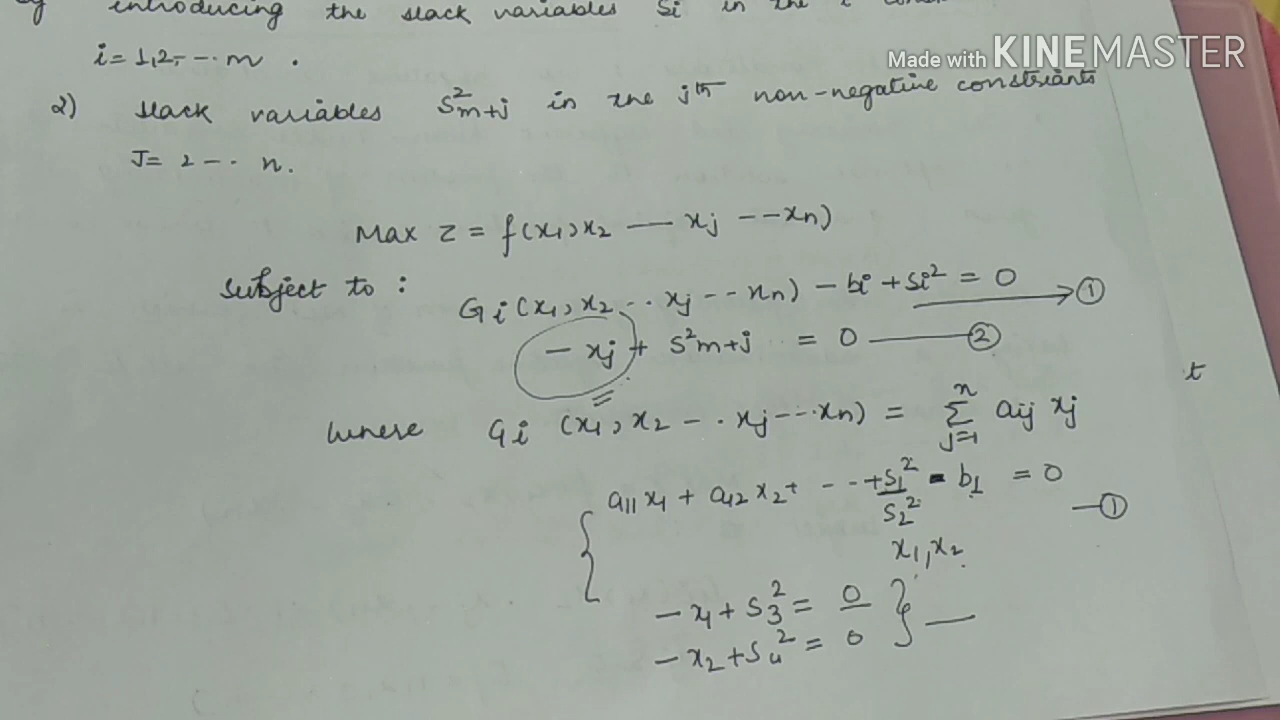 introducing the slack variables Si in the
Made with KINEMASTER
i = 1,2, -- · m .
2) slack variables S²m+j in the jth non-negative constriants
J = 2 -- · n.
Max Z = f(x1, x2 — xj --- xn)
Subject to :
Gi (x1, x2 ... xj --- xn) - bi + si² = 0 → ①
- xj + S²m+j = 0 — ②
t
where Gi (x1, x2 - . xj --- xn) = n∑j=1 aij xj
a11 x1 + a12 x2 + - - + s1² - b1 = 0
s2² — ①
x1, x2
{
- x1 + S3² = 0 } —
- x2 + S4² = 0